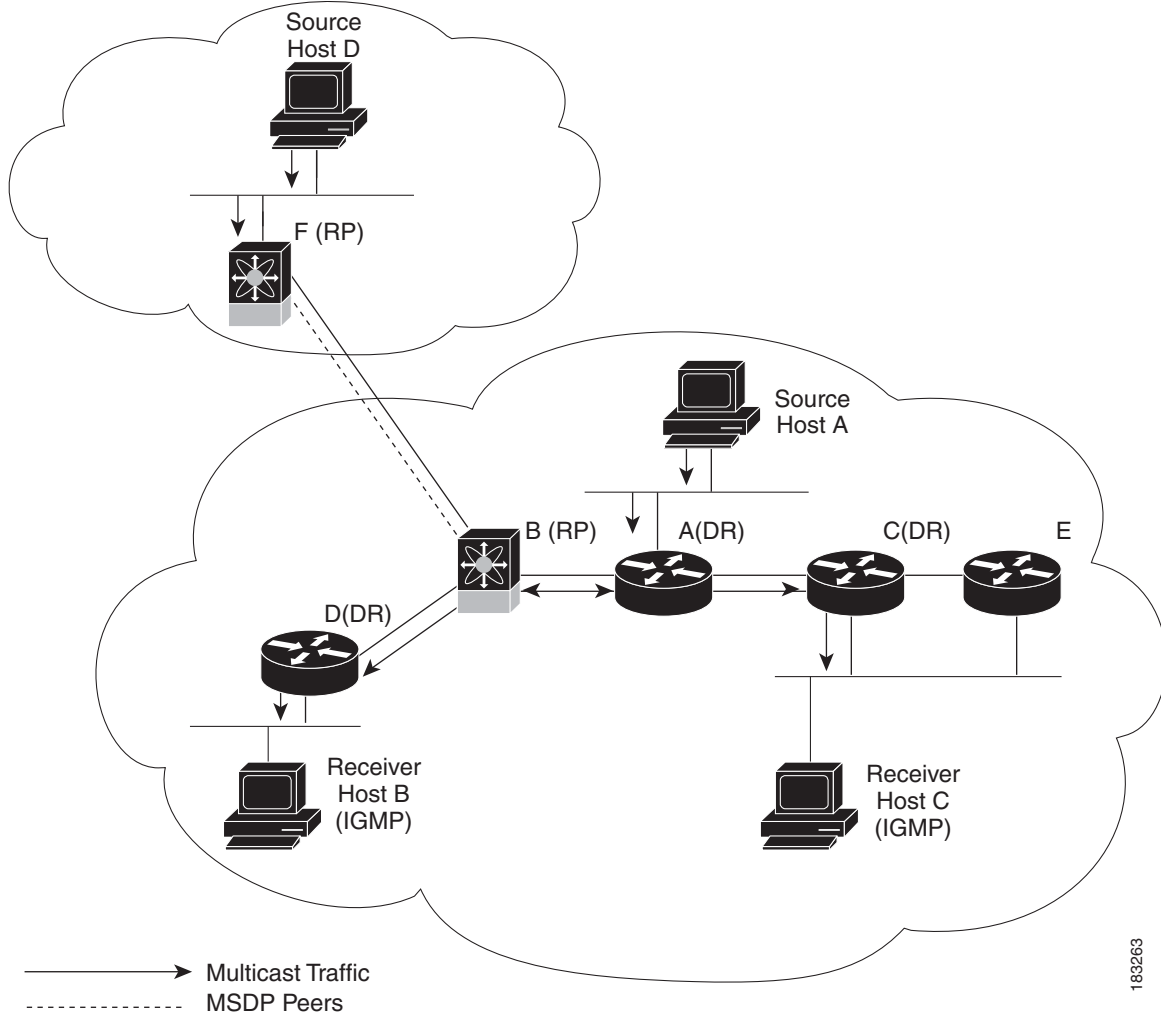 Source
Host D
F (RP)
Source
Host A
B (RP)
A(DR)
C(DR)
E
D(DR)
Receiver
Host B
(IGMP)
Receiver
Host C
(IGMP)
Multicast Traffic
MSDP Peers
183263